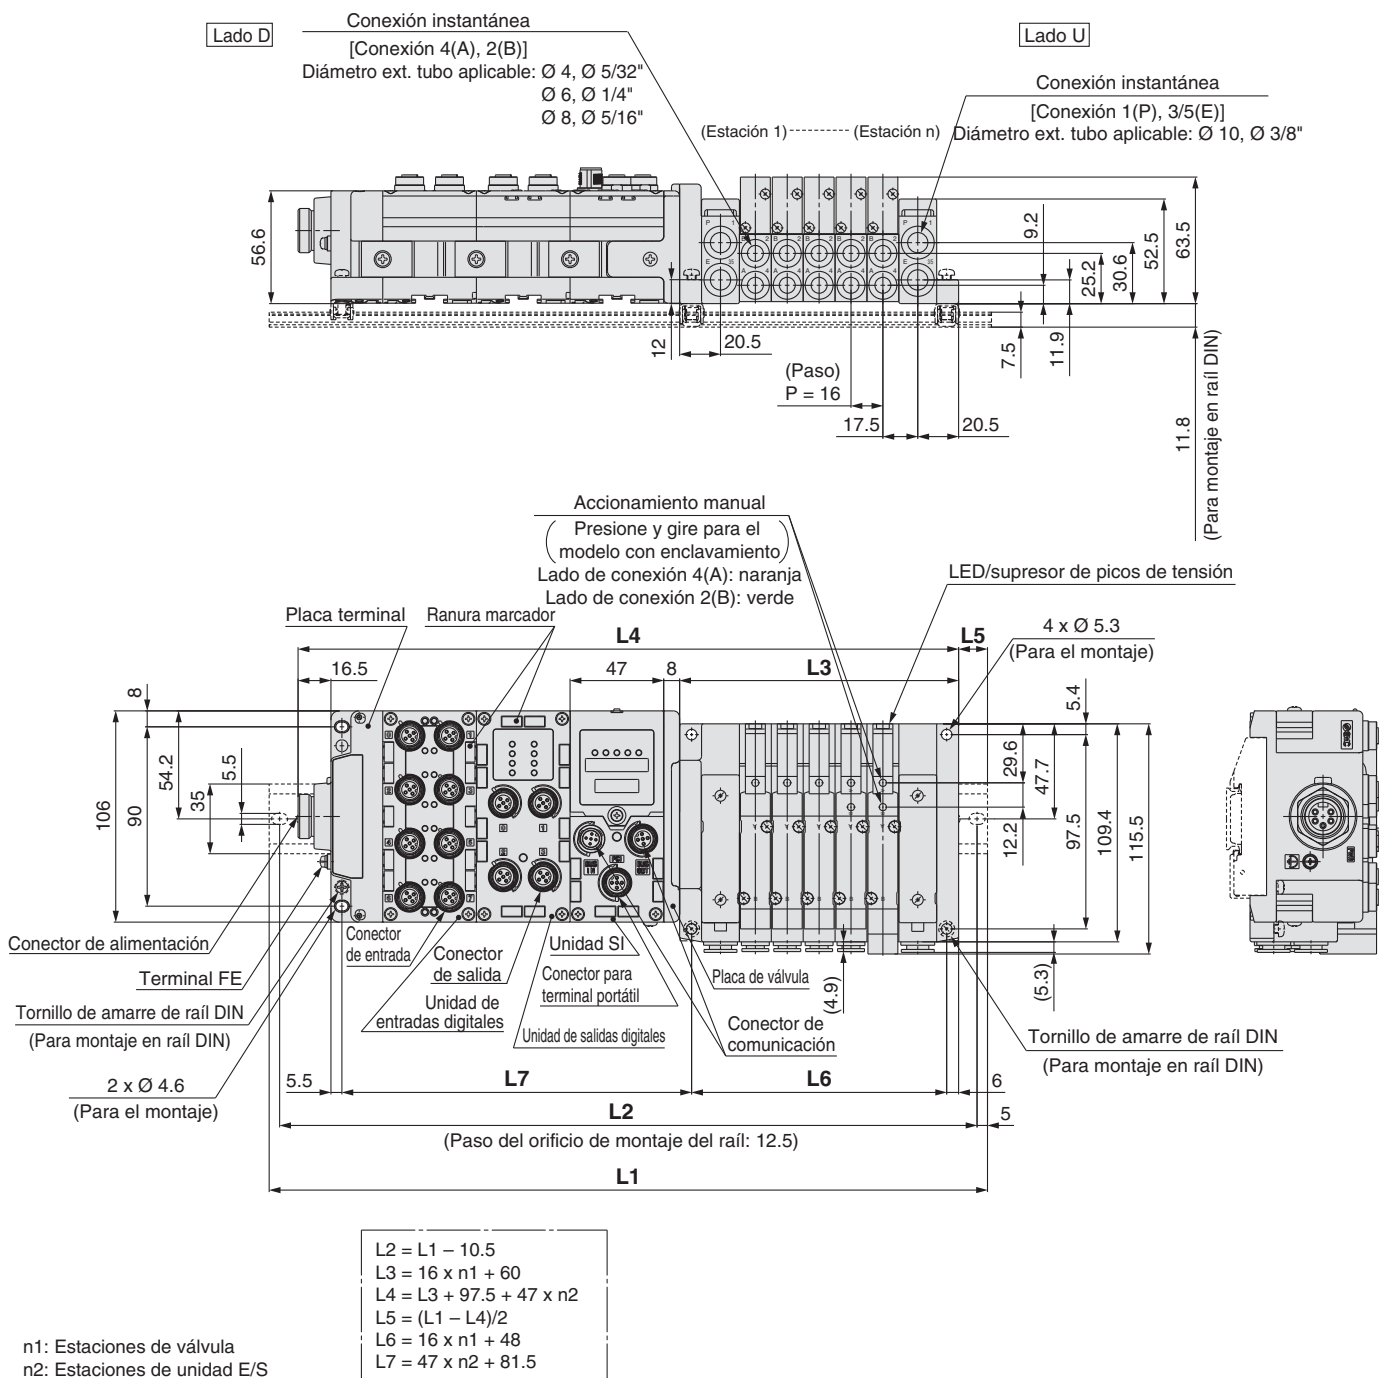 Lado D
Conexión instantánea
[Conexión 4(A), 2(B)]
Diámetro ext. tubo aplicable: Ø 4, Ø 5/32"
Ø 6, Ø 1/4"
Ø 8, Ø 5/16"
Lado U
Conexión instantánea
[Conexión 1(P), 3/5(E)]
Diámetro ext. tubo aplicable: Ø 10, Ø 3/8"
(Estación 1)
(Estación n)
56.6
12
20.5
(Paso)
P = 16
17.5
20.5
9.2
25.2
30.6
52.5
63.5
7.5
11.9
11.8
(Para montaje en raíl DIN)
Accionamiento manual
(Presione y gire para el
modelo con enclavamiento)
Lado de conexión 4(A): naranja
Lado de conexión 2(B): verde
LED/supresor de picos de tensión
Placa terminal
Ranura marcador
L4
L5
4 x Ø 5.3
(Para el montaje)
16.5
47
8
L3
8
5.4
106
90
54.2
5.5
35
29.6
12.2
47.7
97.5
109.4
115.5
Conector de alimentación
Terminal FE
Tornillo de amarre de raíl DIN
(Para montaje en raíl DIN)
2 x Ø 4.6
(Para el montaje)
Conector
de entrada
Conector
de salida
Unidad de
entradas digitales
Unidad SI
Conector para
terminal portátil
Unidad de salidas digitales
Placa de válvula
Conector de
comunicación
(4.9)
(5.3)
Tornillo de amarre de raíl DIN
(Para montaje en raíl DIN)
5.5
L7
L6
6
L2
5
(Paso del orificio de montaje del raíl: 12.5)
L1
L2 = L1 – 10.5
L3 = 16 x n1 + 60
L4 = L3 + 97.5 + 47 x n2
L5 = (L1 – L4)/2
L6 = 16 x n1 + 48
L7 = 47 x n2 + 81.5
n1: Estaciones de válvula
n2: Estaciones de unidad E/S